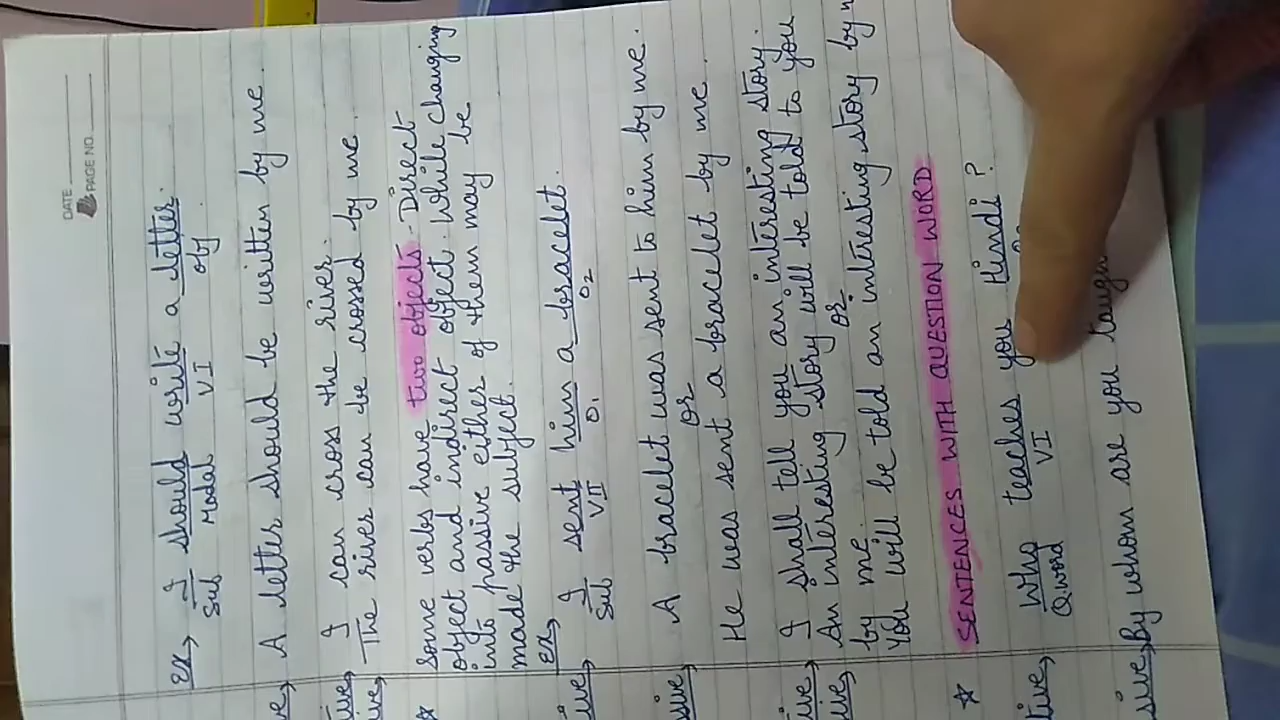 DATE
PAGE NO.
ex→ I should write a letter.
Sub Modal VI obj
A letter should be written by me.
I can cross the river.
The river can be crossed by me.
☆ Some verbs have two objects - Direct
object and indirect object. While changing
into passive either of them may be
made the subject.
ex→ I sent him a bracelet.
Sub VII O1 O2
A bracelet was sent to him by me.
or
He was sent a bracelet by me.
I shall tell you an interesting story.
An interesting story will be told to you
or
by me.
You will be told an interesting story by
☆ SENTENCES WITH QUESTION WORD
Who teaches you Hindi?
Qword VI
By whom are you